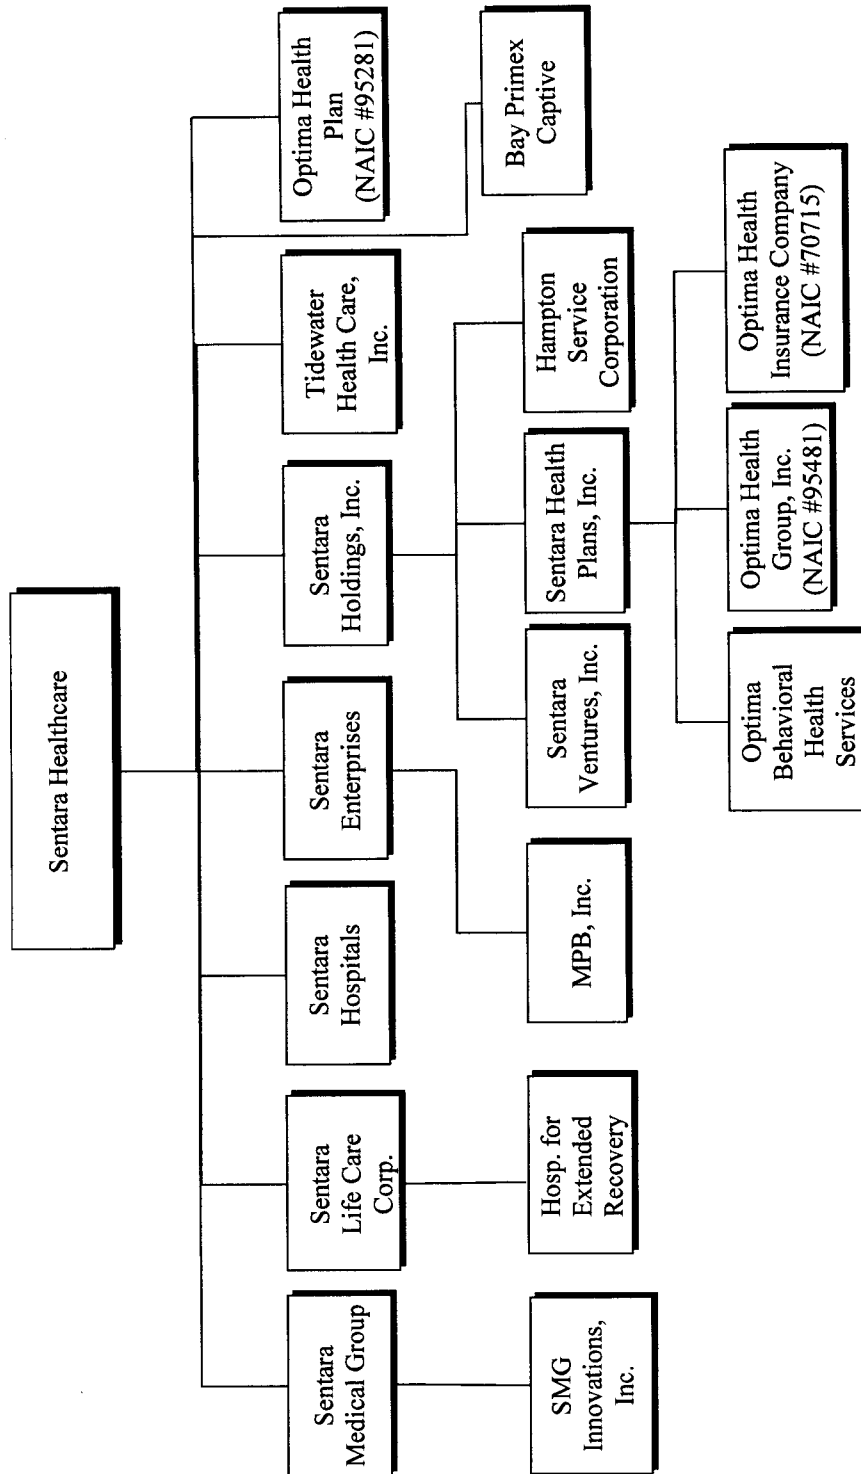 Sentara Healthcare
Sentara
Medical Group
Sentara
Life Care
Corp.
Sentara
Hospitals
Sentara
Enterprises
Sentara
Holdings, Inc.
Tidewater
Health Care,
Inc.
Optima Health
Plan
(NAIC #95281)
SMG
Innovations,
Inc.
Hosp. for
Extended
Recovery
MPB, Inc.
Sentara
Ventures, Inc.
Sentara Health
Plans, Inc.
Hampton
Service
Corporation
Bay Primex
Captive
Optima
Behavioral
Health
Services
Optima Health
Group, Inc.
(NAIC #95481)
Optima Health
Insurance Company
(NAIC #70715)